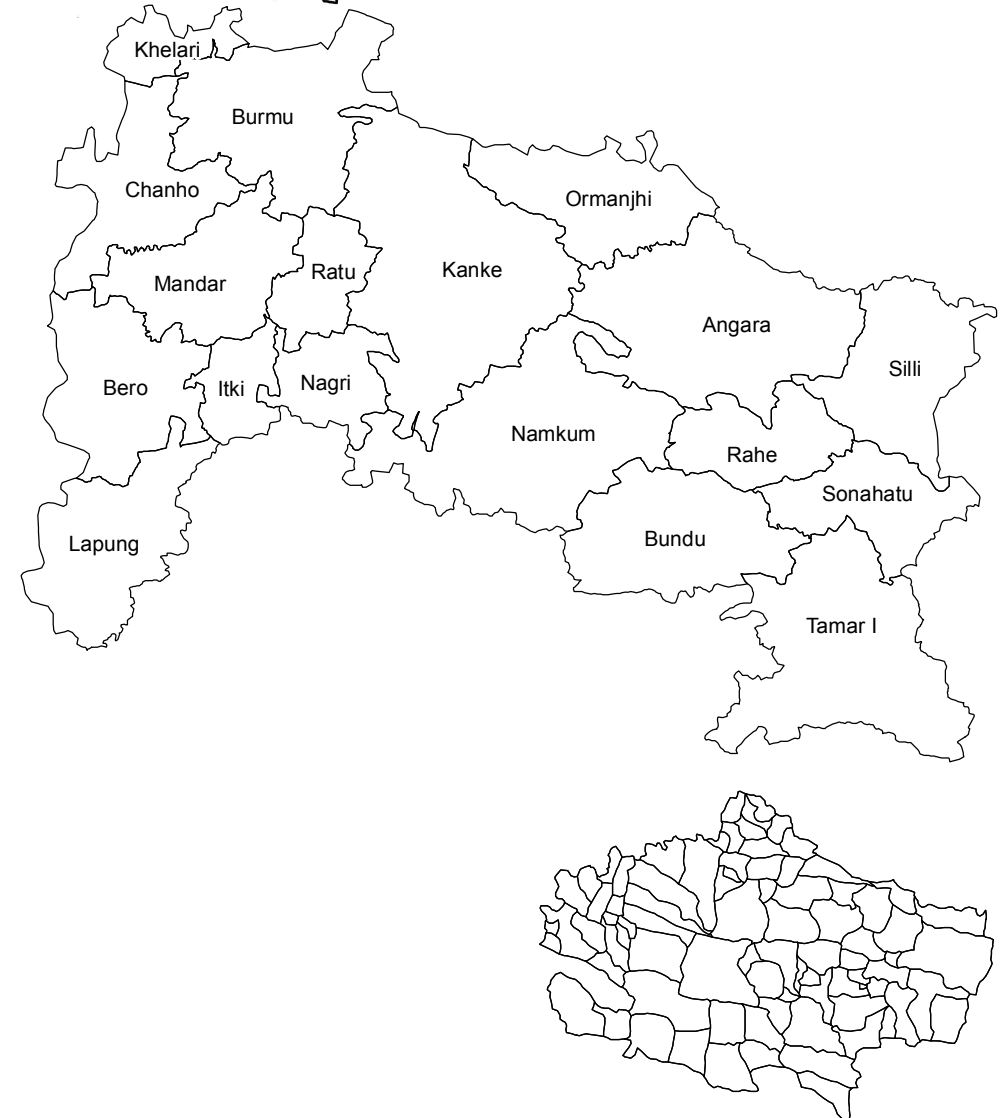 Khelari
Burmu
Chanho
Ormanjhi
Mandar
Ratu
Kanke
Angara
Silli
Bero
Itki
Nagri
Namkum
Rahe
Sonahatu
Lapung
Bundu
Tamar I